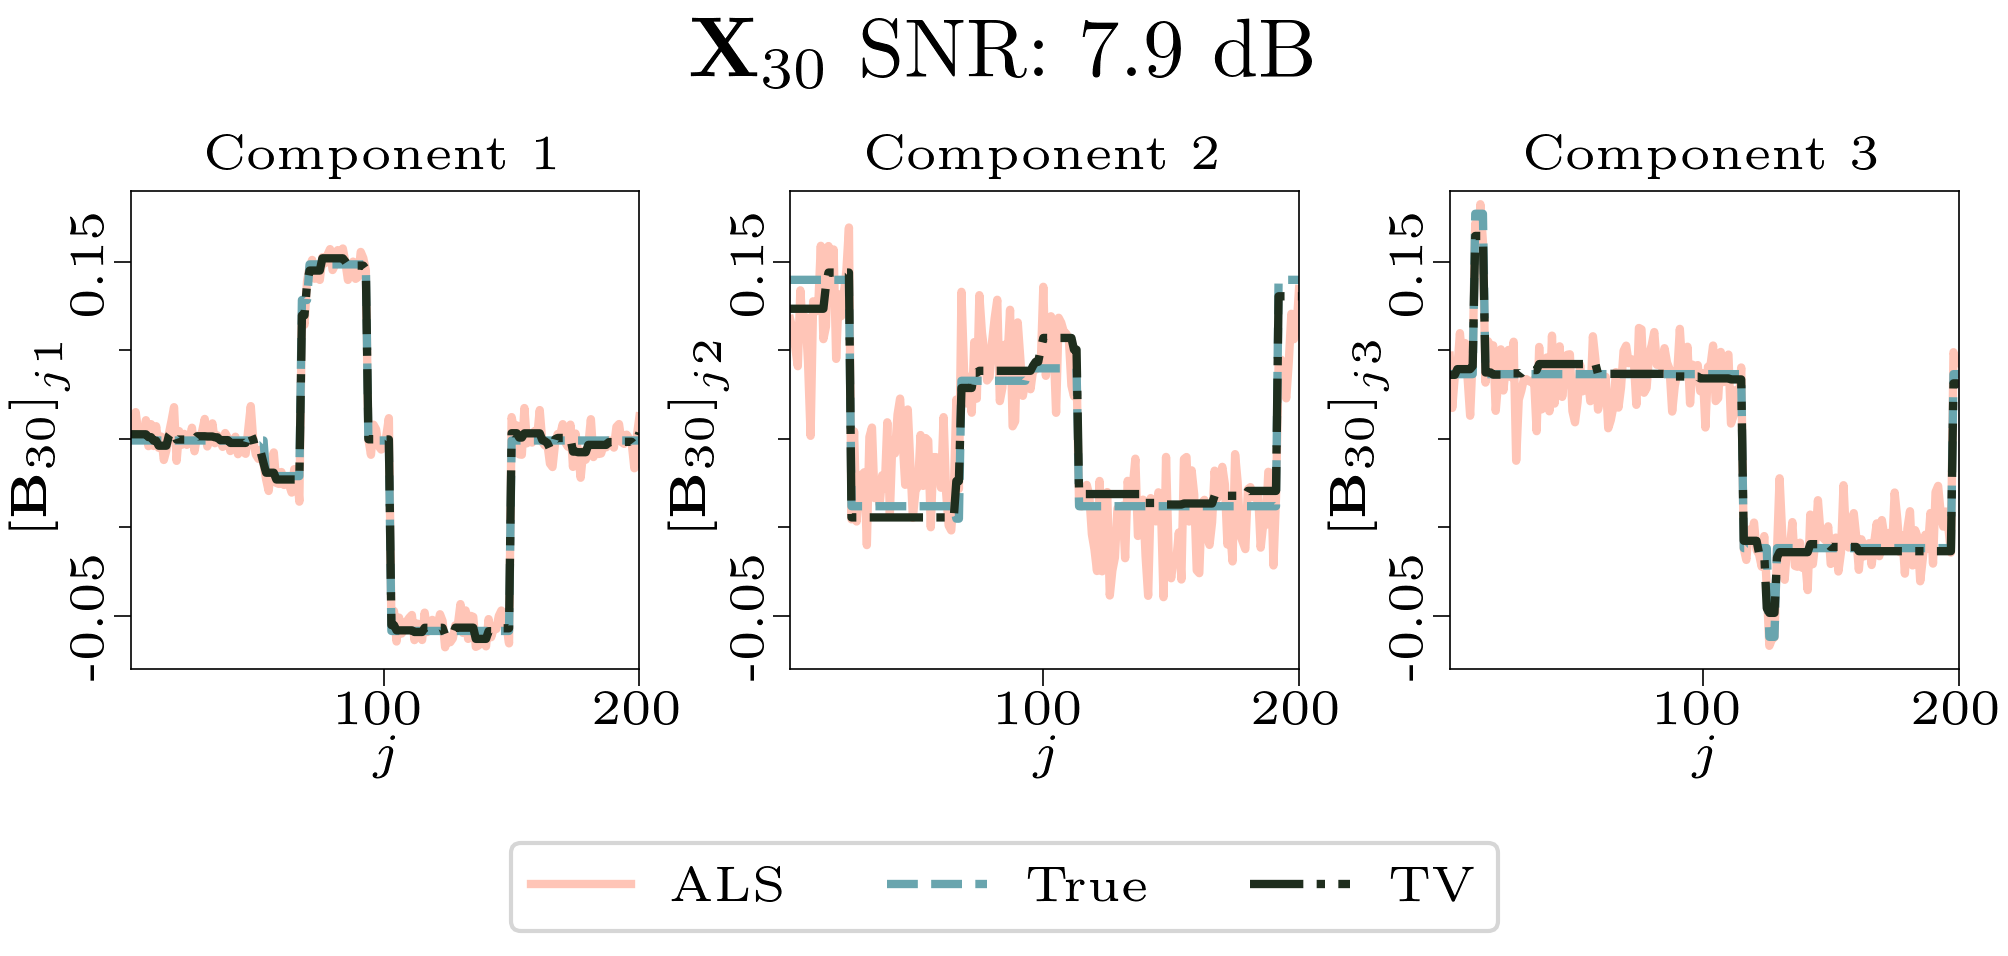 X30 SNR: 7.9 dB
Component 1
Component 2
Component 3
[B30]j1
0.15
-0.05
100
200
j
[B30]j2
0.15
-0.05
100
200
j
[B30]j3
0.15
-0.05
100
200
j
ALS
True
TV